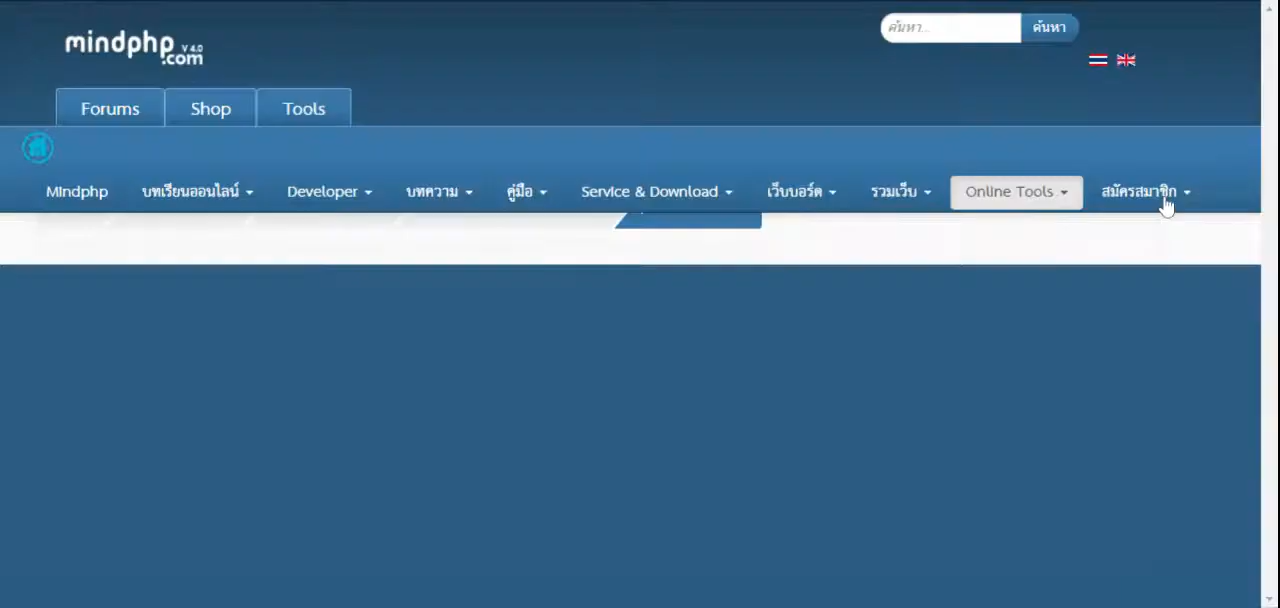 mindphp V 4.0
.com
ค้นหา...
ค้นหา
Forums
Shop
Tools
Mindphp
บทเรียนออนไลน์
Developer
บทความ
คู่มือ
Service & Download
เว็บบอร์ด
รวมเว็บ
Online Tools
สมัครสมาชิก